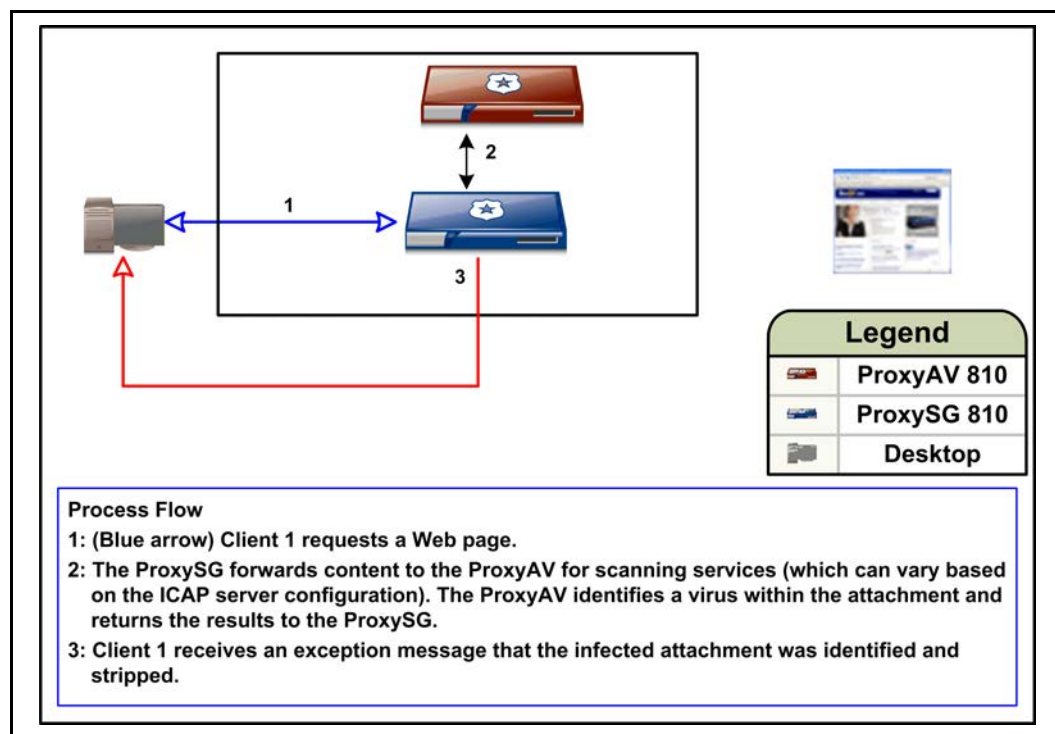 2
1
3
Legend
ProxyAV 810
ProxySG 810
Desktop
Process Flow
1: (Blue arrow) Client 1 requests a Web page.
2: The ProxySG forwards content to the ProxyAV for scanning services (which can vary based
on the ICAP server configuration). The ProxyAV identifies a virus within the attachment and
returns the results to the ProxySG.
3: Client 1 receives an exception message that the infected attachment was identified and
stripped.